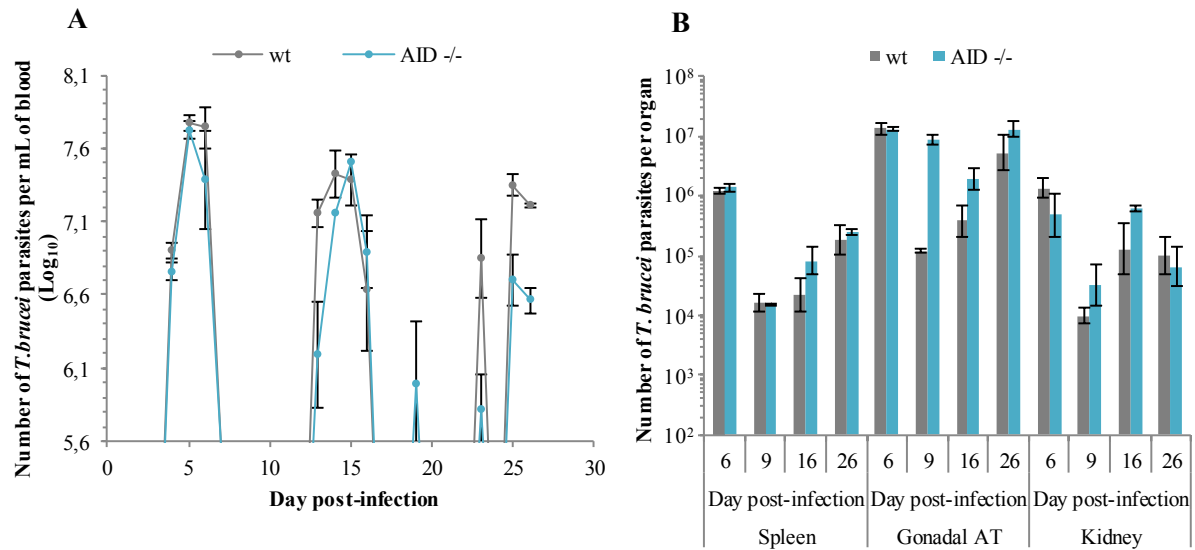 A
wt AID -/-
Number of T.brucei parasites per mL of blood
(Log10)
8,1
7,6
7,1
6,6
6,1
5,6
0 5 10 15 20 25 30
Day post-infection
B
wt AID -/-
Number of T. brucei parasites per organ
10^8
10^7
10^6
10^5
10^4
10^3
10^2
6 9 16 26 6 9 16 26 6 9 16 26
Day post-infection Day post-infection Day post-infection
Spleen Gonadal AT Kidney